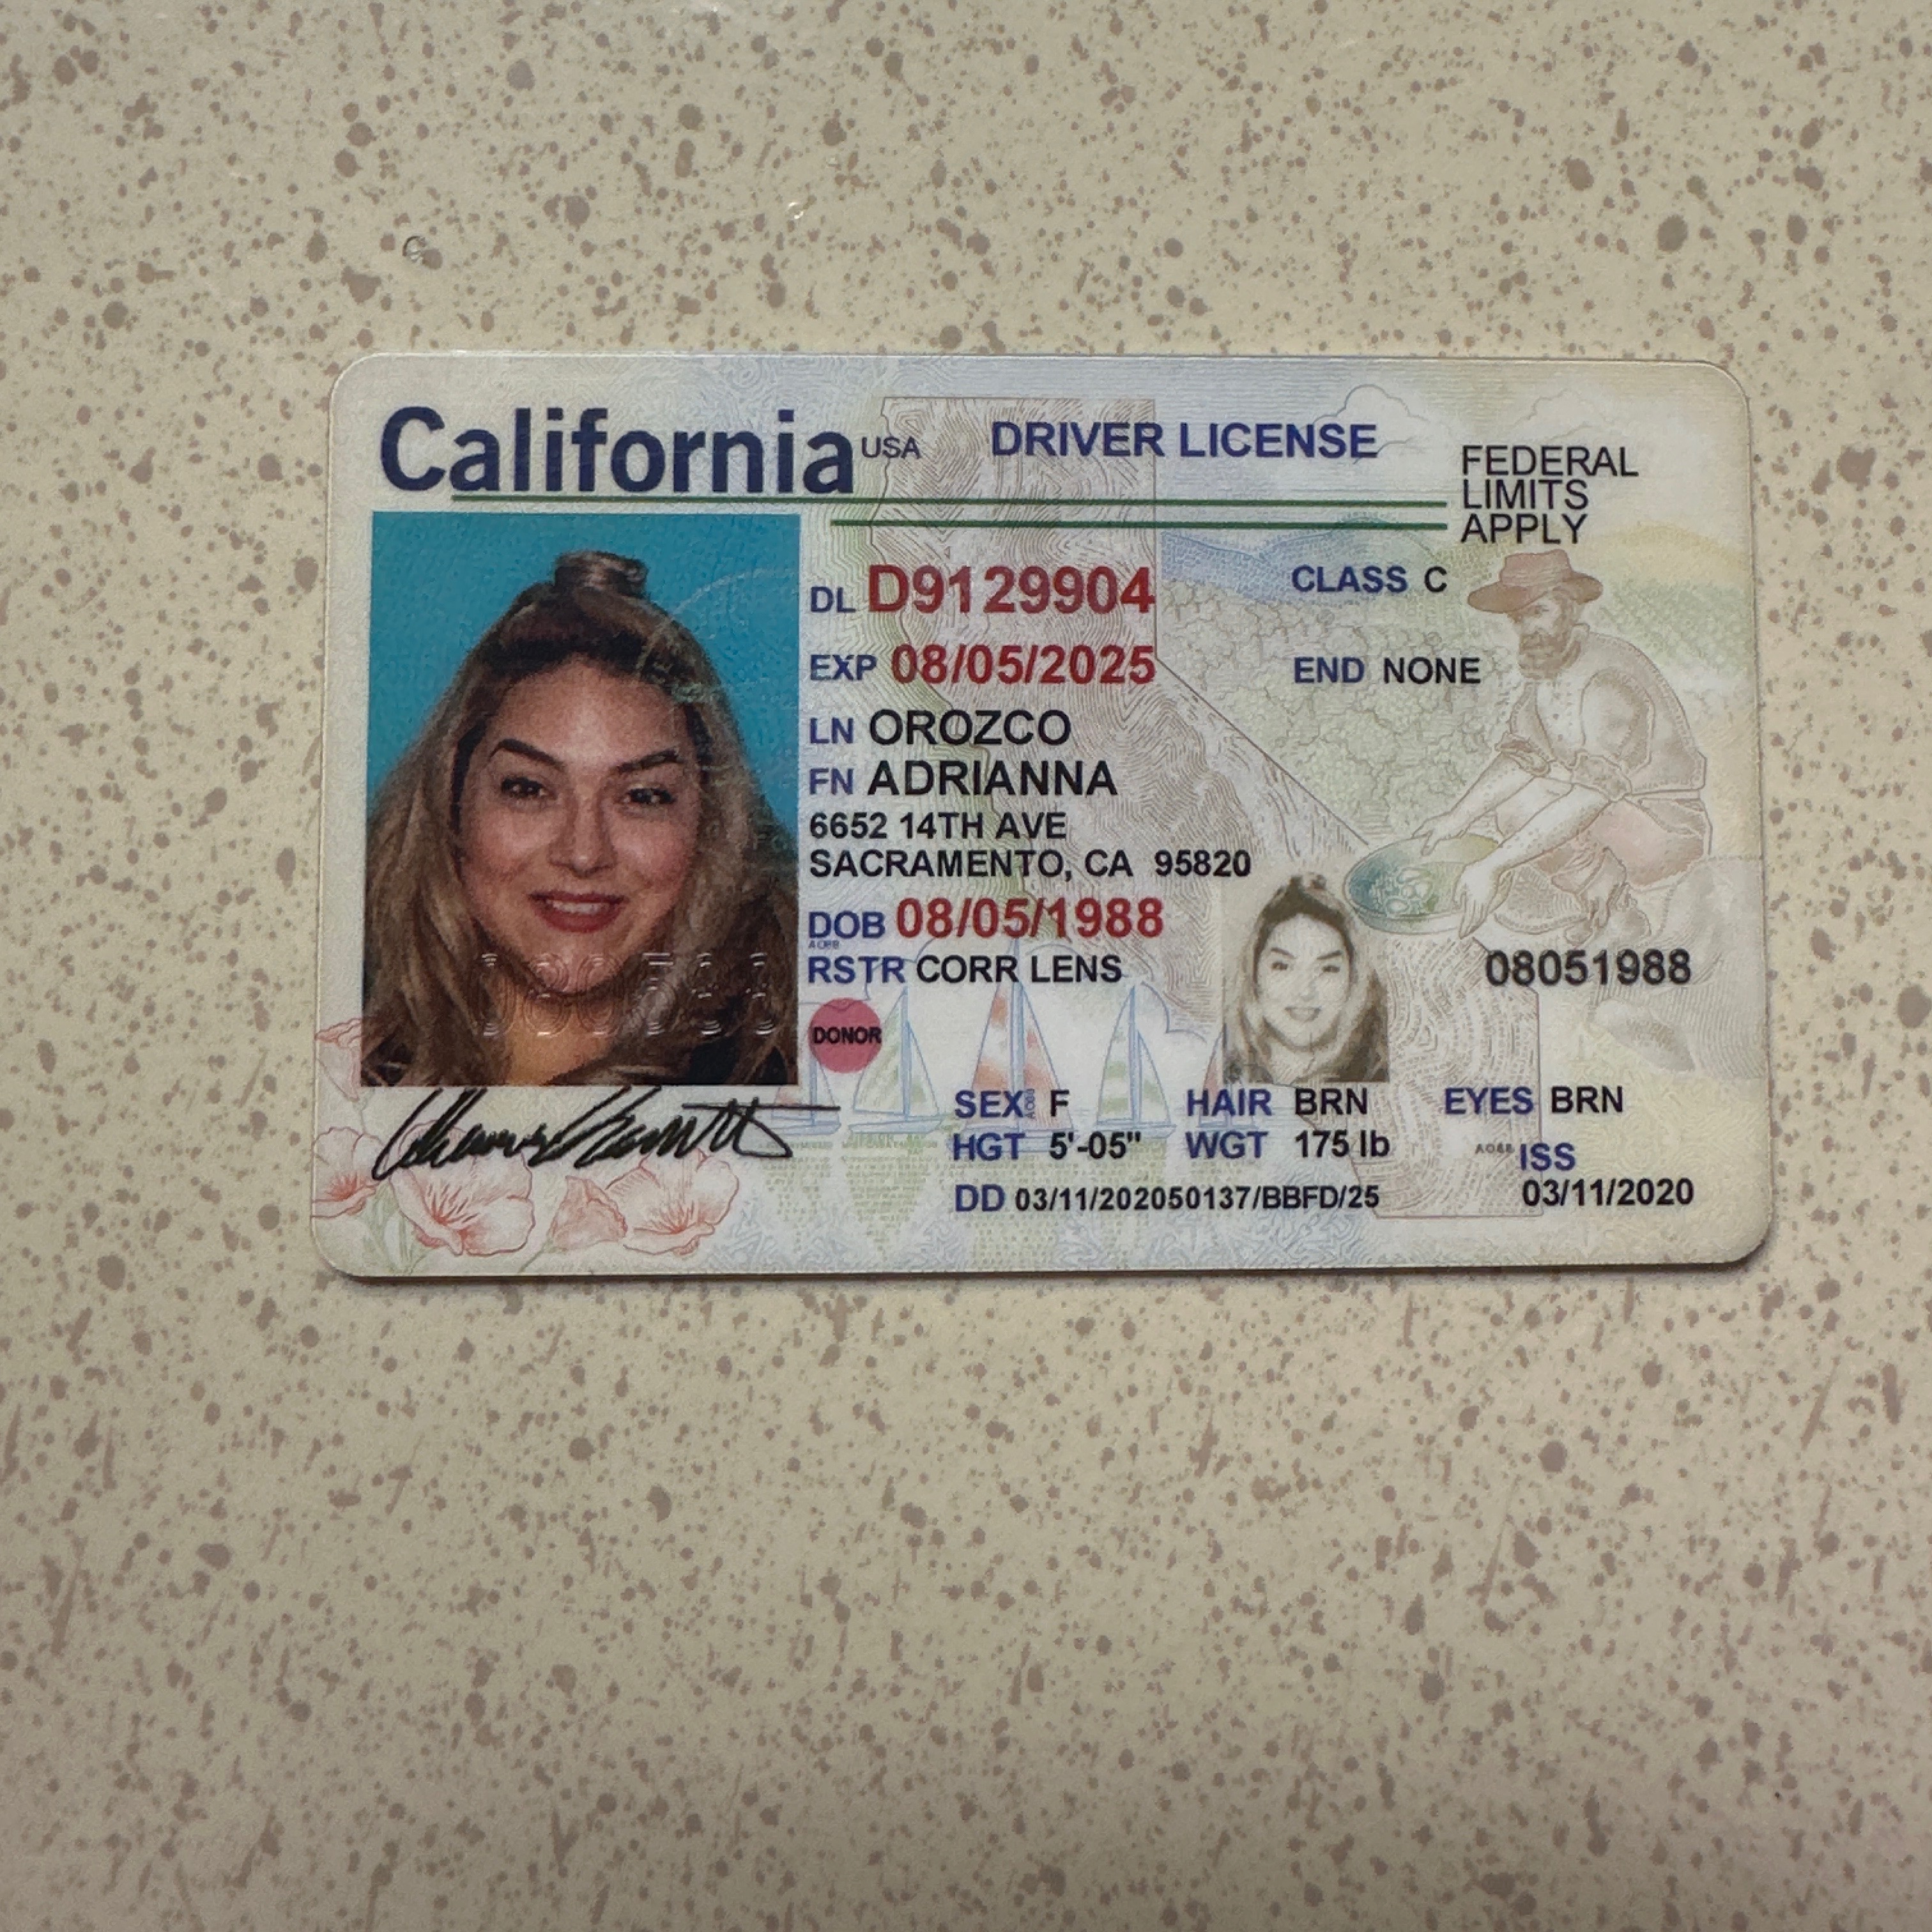 California USA DRIVER LICENSE
FEDERAL
LIMITS
APPLY
DL D9129904
CLASS C
EXP 08/05/2025
END NONE
LN OROZCO
FN ADRIANNA
6652 14TH AVE
SACRAMENTO, CA 95820
DOB 08/05/1988
RSTR CORR LENS
08051988
DONOR
SEX F HAIR BRN EYES BRN
HGT 5'-05" WGT 175 lb
ISS
DD 03/11/202050137/BBFD/25
03/11/2020